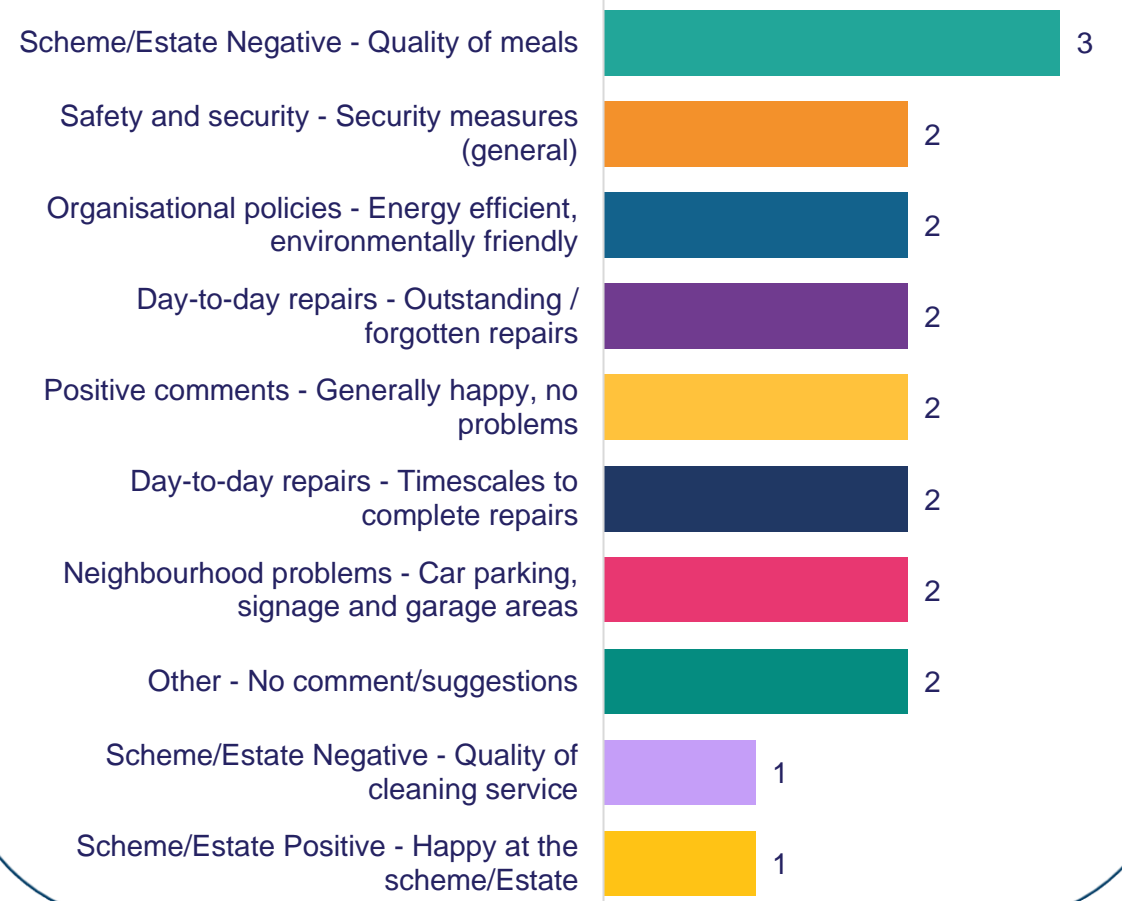 Scheme/Estate Negative - Quality of meals
3
Safety and security - Security measures
(general)
2
Organisational policies - Energy efficient,
environmentally friendly
2
Day-to-day repairs - Outstanding /
forgotten repairs
2
Positive comments - Generally happy, no
problems
2
Day-to-day repairs - Timescales to
complete repairs
2
Neighbourhood problems - Car parking,
signage and garage areas
2
Other - No comment/suggestions
2
Scheme/Estate Negative - Quality of
cleaning service
1
Scheme/Estate Positive - Happy at the
scheme/Estate
1